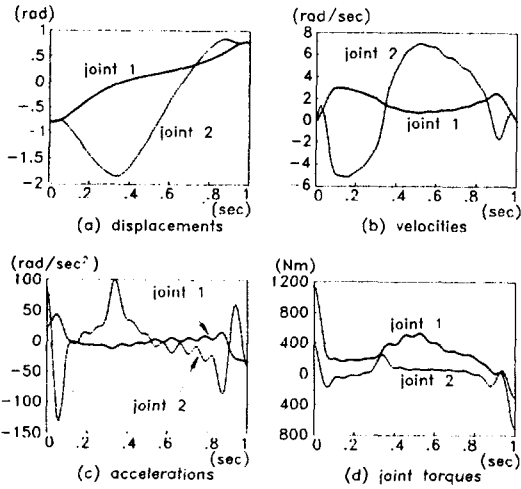 (rad)
1
.5
0
-.5
-1
-1.5
-2
joint 1
joint 2
0 .2 .4 .6 .8 1
(sec)
(a) displacements
(rad/sec)
8
6
4
2
0
-2
-4
-6
joint 2
joint 1
0 .2 .4 .6 .8 1
(sec)
(b) velocities
(rad/sec²)
100
50
0
-50
-100
-150
joint 1
joint 2
0 .2 .4 .6 .8 1
(sec)
(c) accelerations
(Nm)
1200
400
0
400
800
joint 1
joint 2
0 .2 .4 .6 .8 1
(sec)
(d) joint torques